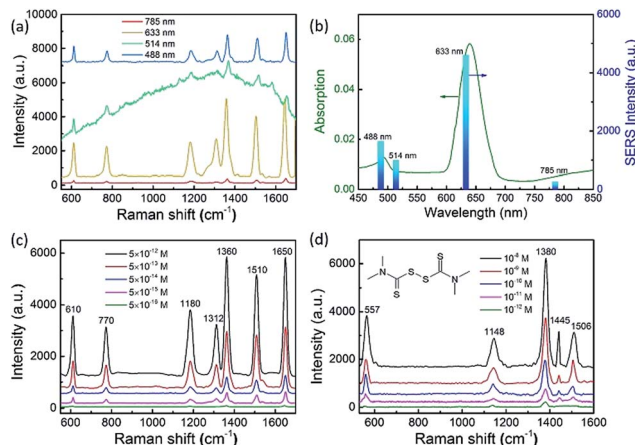 (a)
785 nm
633 nm
514 nm
488 nm
10000
8000
6000
4000
2000
0
Intensity (a.u.)
600 800 1000 1200 1400 1600
Raman shift (cm⁻¹)
(b)
0.06
0.04
0.02
0.00
Absorption
633 nm
488 nm
514 nm
785 nm
6000
5000
4000
3000
2000
1000
0
SERS Intensity (a.u.)
450 500 550 600 650 700 750 800 850
Wavelength (nm)
(c)
5×10⁻¹² M
5×10⁻¹³ M
5×10⁻¹⁴ M
5×10⁻¹⁵ M
5×10⁻¹⁶ M
6000
4000
2000
0
Intensity (a.u.)
610
770
1180
1312
1360
1510
1650
600 800 1000 1200 1400 1600
Raman shift (cm⁻¹)
(d)
N
S
S
S
S
N
10⁻⁸ M
10⁻⁹ M
10⁻¹⁰ M
10⁻¹¹ M
10⁻¹² M
6000
4000
2000
0
Intensity (a.u.)
557
1148
1380
1445
1506
600 800 1000 1200 1400 1600
Raman shift (cm⁻¹)